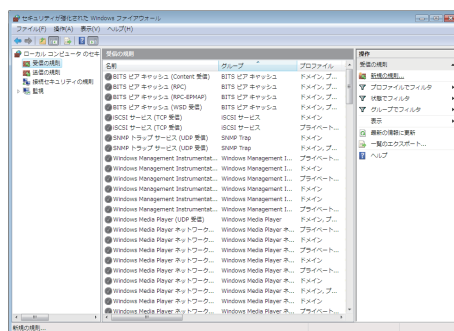 セキュリティが強化された Windows ファイアウォール
ファイル(F) 操作(A) 表示(V) ヘルプ(H)
ローカル コンピュータ のセキ
受信の規則
送信の規則
接続セキュリティの規則
監視
受信の規則
名前 グループ プロファイル
BITS ピア キャッシュ (Content 受信) BITS ピア キャッシュ ドメイン, プ...
BITS ピア キャッシュ (RPC) BITS ピア キャッシュ ドメイン, プ...
BITS ピア キャッシュ (RPC-EPMAP) BITS ピア キャッシュ ドメイン, プ...
BITS ピア キャッシュ (WSD 受信) BITS ピア キャッシュ ドメイン, プ...
iSCSI サービス (TCP 受信) iSCSI サービス ドメイン
iSCSI サービス (TCP 受信) iSCSI サービス プライベート...
SNMP トラップ サービス (UDP 受信) SNMP Trap ドメイン
SNMP トラップ サービス (UDP 受信) SNMP Trap ドメイン, プ...
Windows Management Instrumentat... Windows Management I... プライベート...
Windows Management Instrumentat... Windows Management I... ドメイン
Windows Management Instrumentat... Windows Management I... プライベート...
Windows Management Instrumentat... Windows Management I... ドメイン
Windows Management Instrumentat... Windows Management I... プライベート...
Windows Management Instrumentat... Windows Management I... ドメイン
Windows Media Player (UDP 受信) Windows Media Player ドメイン, プ...
Windows Media Player ネットワーク... Windows Media Player ネ... プライベート...
Windows Media Player ネットワーク... Windows Media Player ネ... ドメイン
Windows Media Player ネットワーク... Windows Media Player ネ... ドメイン, プ...
Windows Media Player ネットワーク... Windows Media Player ネ... プライベート...
Windows Media Player ネットワーク... Windows Media Player ネ... ドメイン
Windows Media Player ネットワーク... Windows Media Player ネ... ドメイン, プ...
Windows Media Player ネットワーク... Windows Media Player ネ... ドメイン
Windows Media Player ネットワーク... Windows Media Player ネ... プライベート...
操作
受信の規則
新規の規則...
プロファイルでフィルタ
状態でフィルタ
グループでフィルタ
表示
最新の情報に更新
一覧のエクスポート...
ヘルプ
新規の規則...